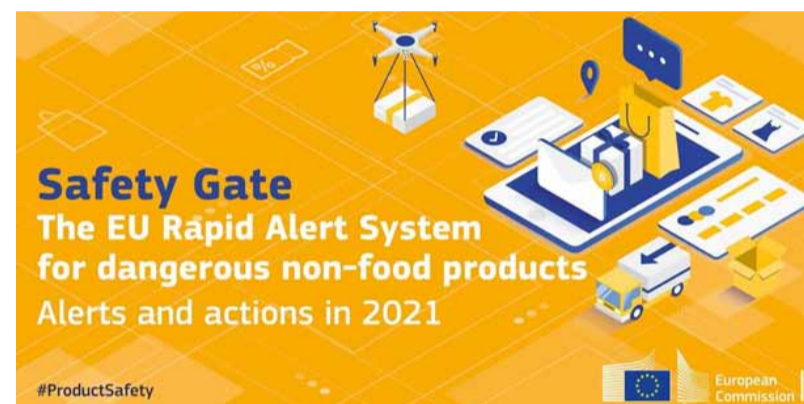 Safety Gate
The EU Rapid Alert System
for dangerous non-food products
Alerts and actions in 2021
#ProductSafety
European
Commission